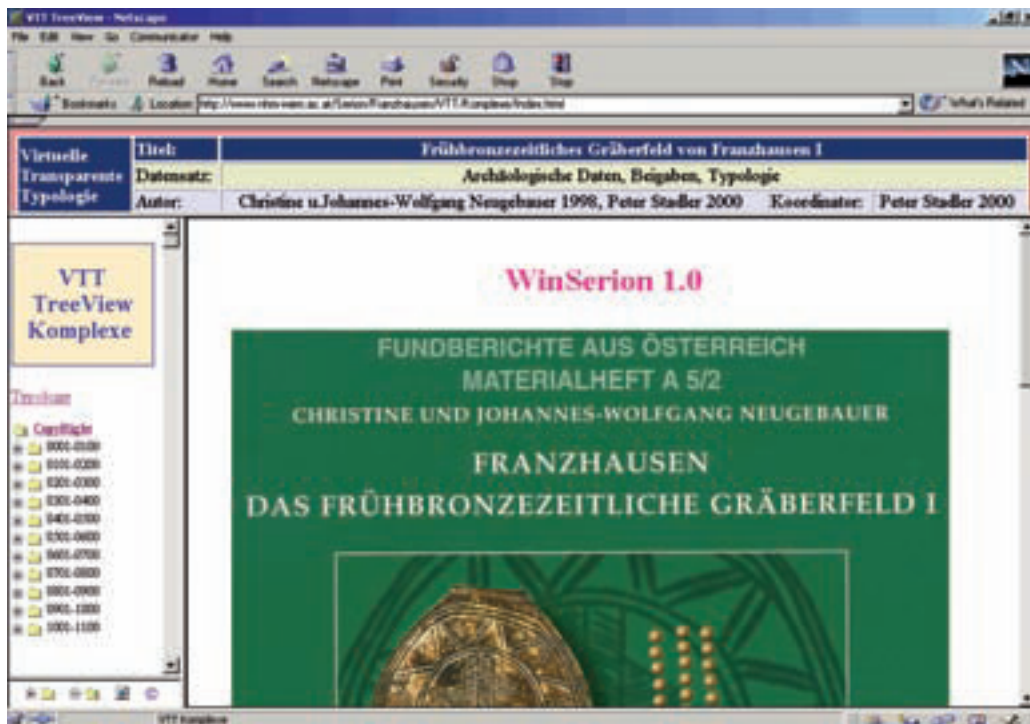 VTT TreeView - Netscape
File Edit View Go Communicator Help
Back Reload Home Search Netscape Print Security Shop Stop
Bookmarks Location: What's Related
Virtuelle Transparente Typologie
Titel: Frühbronzezeitliches Gräberfeld von Franzhausen I
Datensatz: Archäologische Daten, Beigaben, Typologie
Autor: Christine u.Johannes-Wolfgang Neugebauer 1998, Peter Stadler 2000 Koordinator: Peter Stadler 2000
VTT
TreeView
Komplexe
Typologie
CopyRight
0001-0100
0101-0200
0201-0300
0301-0400
0401-0500
0501-0600
0601-0700
0701-0800
0801-0900
0901-1000
1001-1100
WinSerion 1.0
FUNDBERICHTE AUS ÖSTERREICH
MATERIALHEFT A 5/2
CHRISTINE UND JOHANNES-WOLFGANG NEUGEBAUER
FRANZHAUSEN
DAS FRÜHBRONZEZEITLICHE GRÄBERFELD I
©
VTT Komplexe